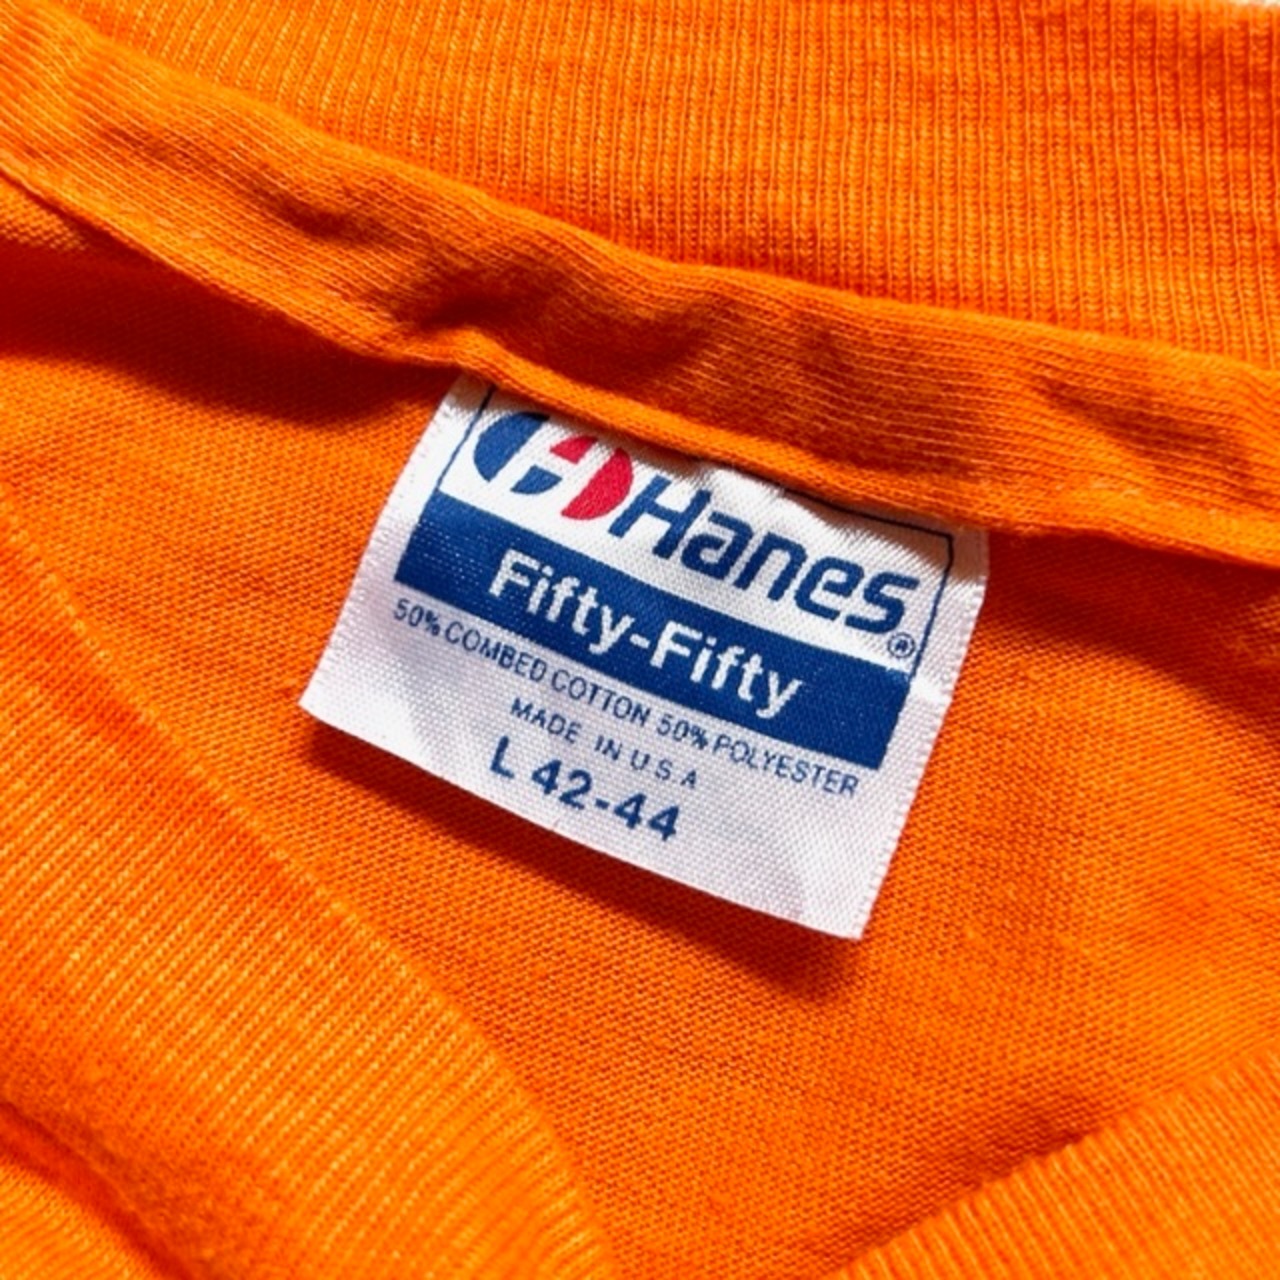 Hanes®
Fifty-Fifty
50% COMBED COTTON 50% POLYESTER
MADE IN U.S.A
L 42-44